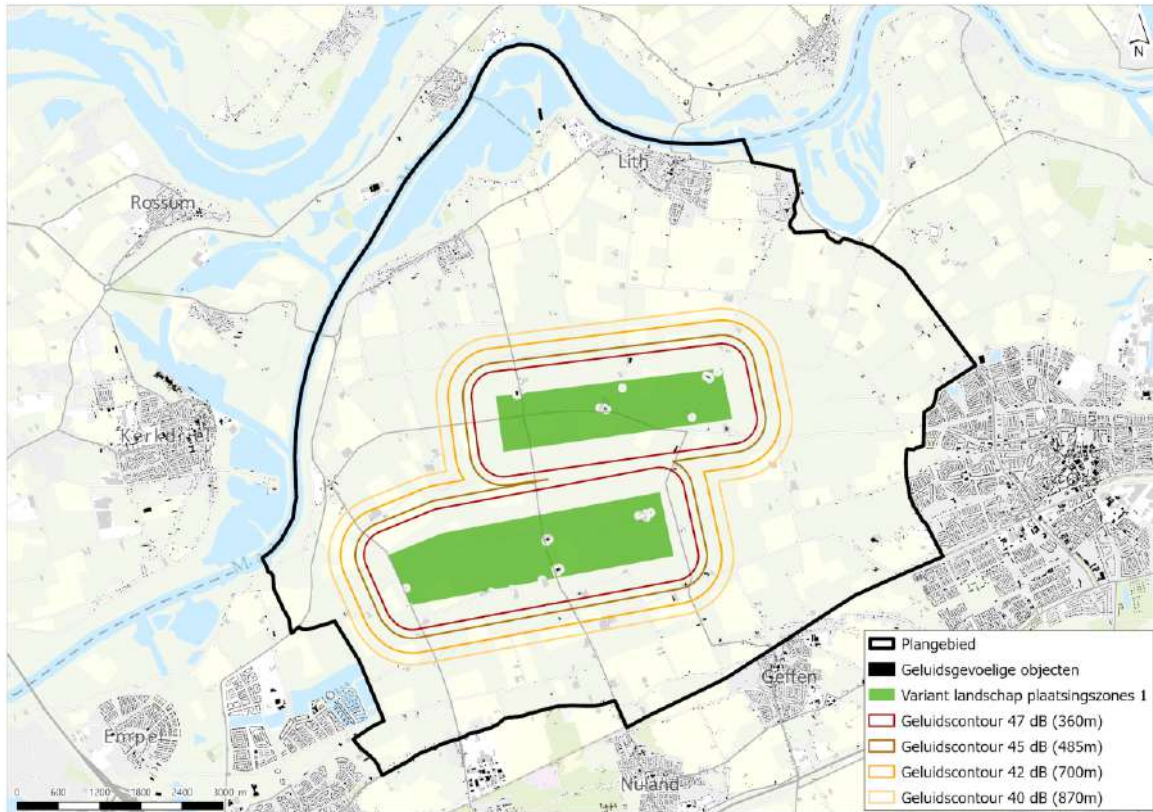 N
Lith
Rossum
Kerkdriel
M
Geffen
Empel
Nuland
Plangebied
Geluidsgevoelige objecten
Variant landschap plaatsingszones 1
Geluidscontour 47 dB (360m)
Geluidscontour 45 dB (485m)
Geluidscontour 42 dB (700m)
Geluidscontour 40 dB (870m)
0 600 1200 1800 2400 3000 m